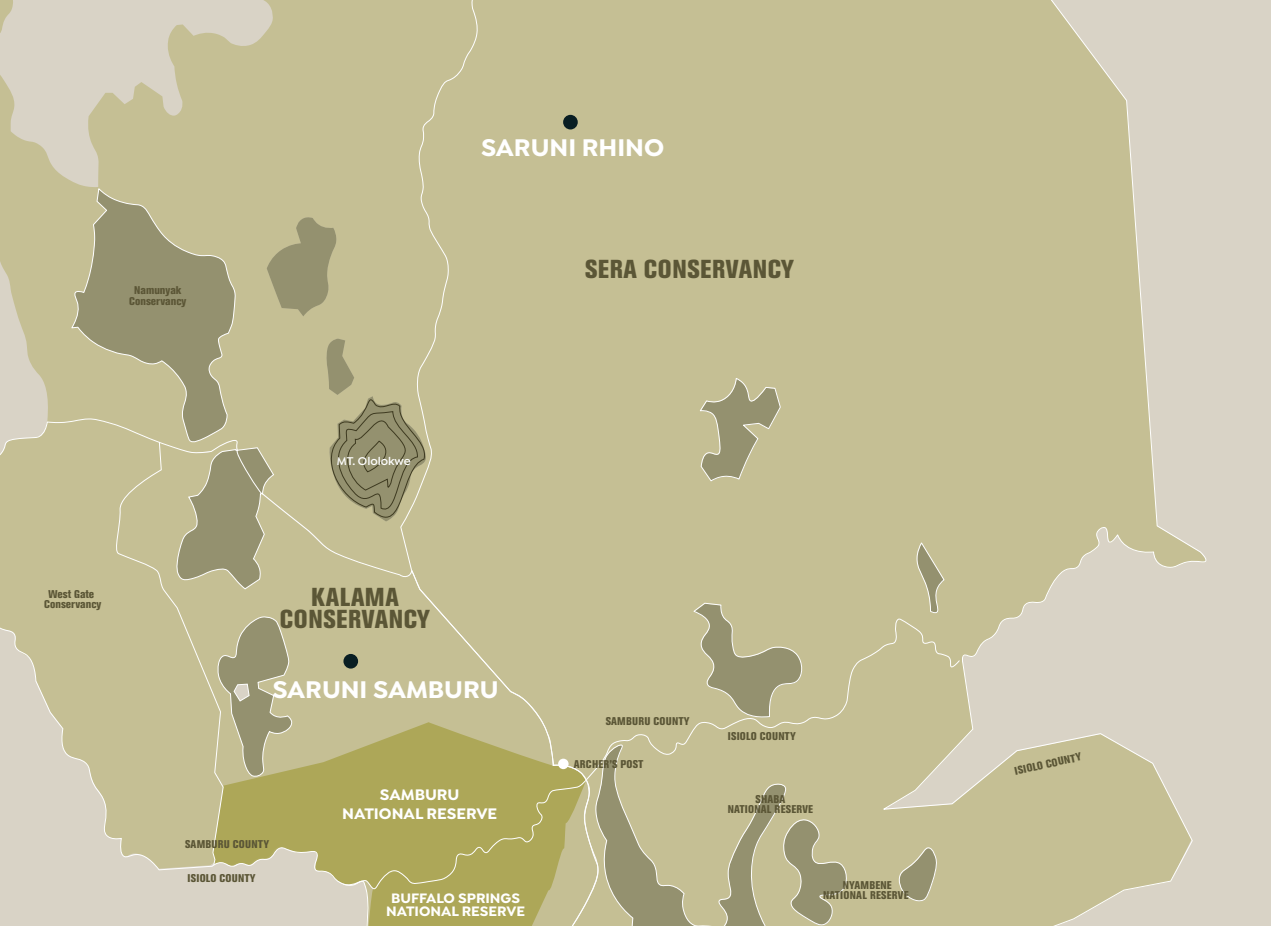 SARUNI RHINO
SERA CONSERVANCY
Namunyak
Conservancy
MT. Ololokwe
West Gate
Conservancy
KALAMA
CONSERVANCY
SARUNI SAMBURU
SAMBURU COUNTY
ISIOLO COUNTY
ARCHER'S POST
ISIOLO COUNTY
SAMBURU
NATIONAL RESERVE
SHABA
NATIONAL RESERVE
SAMBURU COUNTY
ISIOLO COUNTY
NYAMBENE
NATIONAL RESERVE
BUFFALO SPRINGS
NATIONAL RESERVE